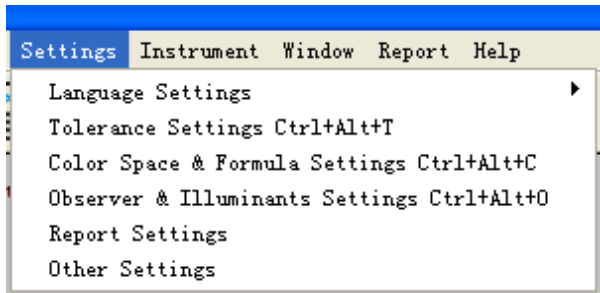 Settings Instrument Window Report Help
Language Settings
Tolerance Settings Ctrl+Alt+T
Color Space & Formula Settings Ctrl+Alt+C
Observer & Illuminants Settings Ctrl+Alt+O
Report Settings
Other Settings